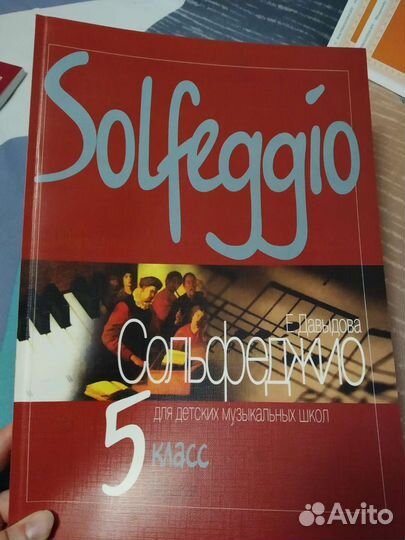 Solfeggio
Е.Давыдова
Сольфеджио
для детских музыкальных школ
5 класс
Avito